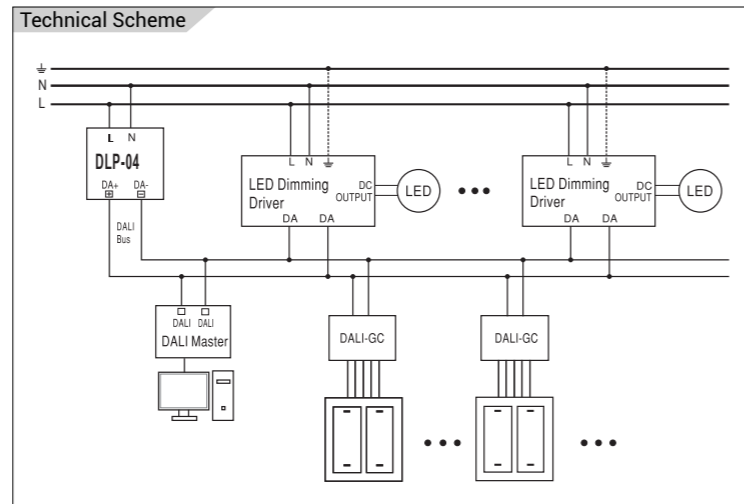 Technical Scheme
⏚
N
L
L N
DLP-04
DA+ DA-
+ -
DALI
Bus
L N ⏚
LED Dimming
Driver
DC
OUTPUT
LED
DA DA
•••
L N ⏚
LED Dimming
Driver
DC
OUTPUT
LED
DA DA
DALI DALI
DALI Master
DALI-GC
•••
DALI-GC
•••